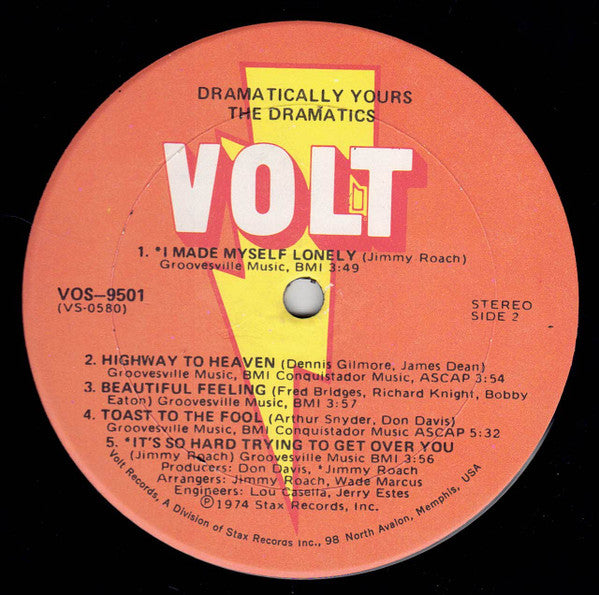 DRAMATICALLY YOURS
THE DRAMATICS
VOLT
1. *I MADE MYSELF LONELY (Jimmy Roach)
Groovesville Music, BMI 3:49
VOS–9501
(VS-0580)
STEREO
SIDE 2
2. HIGHWAY TO HEAVEN (Dennis Gilmore, James Dean)
Groovesville Music, BMI Conquistador Music, ASCAP 3:54
3. BEAUTIFUL FEELING (Fred Bridges, Richard Knight, Bobby
Eaton) Groovesville Music, BMI 3:57
4. TOAST TO THE FOOL (Arthur Snyder, Don Davis)
Groovesville Music, BMI Conquistador Music ASCAP 5:32
5. *IT'S SO HARD TRYING TO GET OVER YOU
(Jimmy Roach) Groovesville Music BMI 3:56
Producers: Don Davis, *Jimmy Roach
Arrangers: Jimmy Roach, Wade Marcus
Engineers: Lou Casella, Jerry Estes
℗ 1974 Stax Records, Inc.
Volt Records, A Division of Stax Records Inc., 98 North Avalon, Memphis, USA